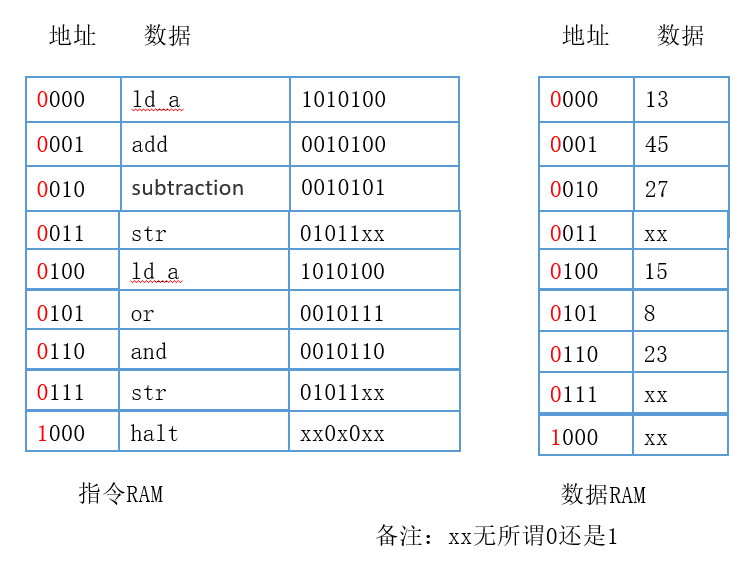 地址 数据 地址 数据
0000 ld_a 1010100 0000 13
0001 add 0010100 0001 45
0010 subtraction 0010101 0010 27
0011 str 01011xx 0011 xx
0100 ld_a 1010100 0100 15
0101 or 0010111 0101 8
0110 and 0010110 0110 23
0111 str 01011xx 0111 xx
1000 halt xx0x0xx 1000 xx
指令RAM 数据RAM
备注：xx无所谓0还是1